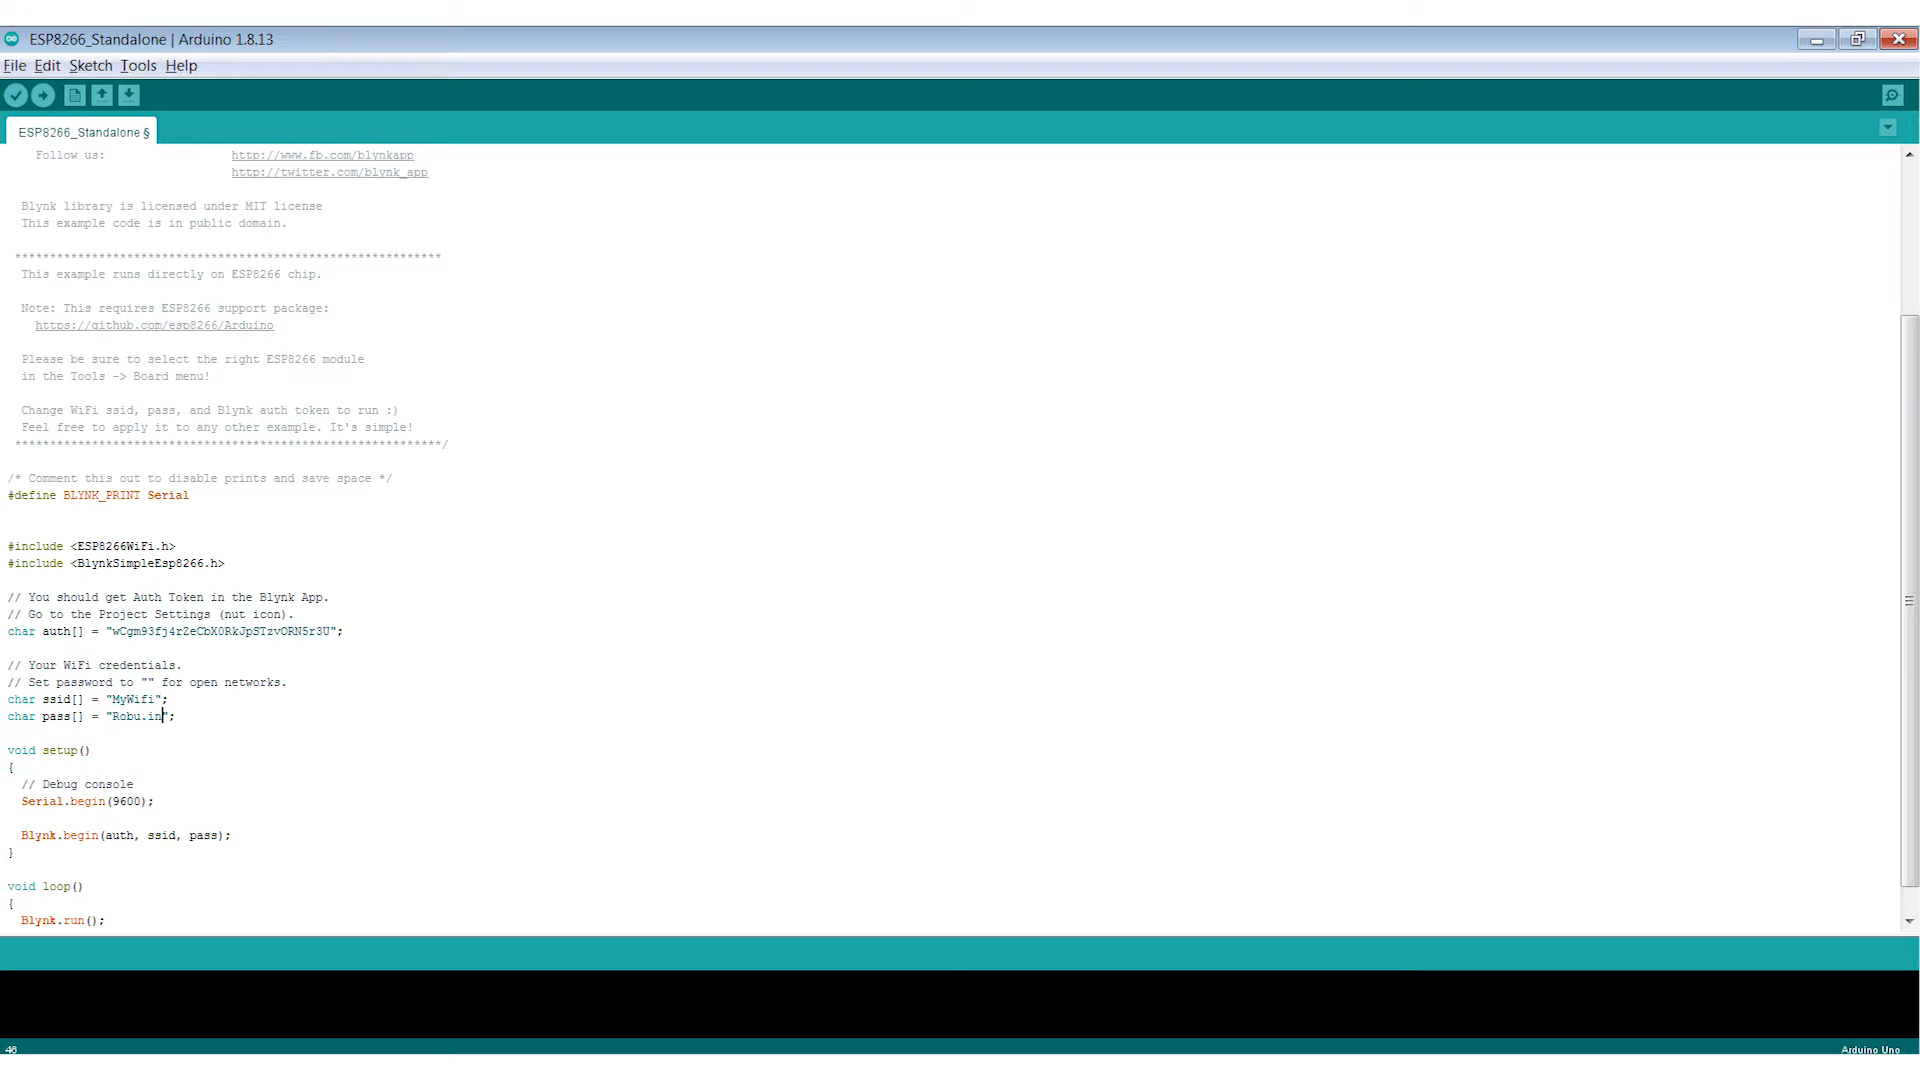 ESP8266_Standalone | Arduino 1.8.13
File Edit Sketch Tools Help
ESP8266_Standalone §
Follow us: http://www.fb.com/blynkapp
http://twitter.com/blynk_app
Blynk library is licensed under MIT license
This example code is in public domain.
*************************************************************
This example runs directly on ESP8266 chip.
Note: This requires ESP8266 support package:
https://github.com/esp8266/Arduino
Please be sure to select the right ESP8266 module
in the Tools -> Board menu!
Change WiFi ssid, pass, and Blynk auth token to run :)
Feel free to apply it to any other example. It's simple!
*************************************************************/
/* Comment this out to disable prints and save space */
#define BLYNK_PRINT Serial
#include <ESP8266WiFi.h>
#include <BlynkSimpleEsp8266.h>
// You should get Auth Token in the Blynk App.
// Go to the Project Settings (nut icon).
char auth[] = "wCgm93fj4rZeCbX0RkJpSTzvORN5r3U";
// Your WiFi credentials.
// Set password to "" for open networks.
char ssid[] = "MyWifi";
char pass[] = "Robu.in";
void setup()
{
// Debug console
Serial.begin(9600);
Blynk.begin(auth, ssid, pass);
}
void loop()
{
Blynk.run();
46
Arduino Uno